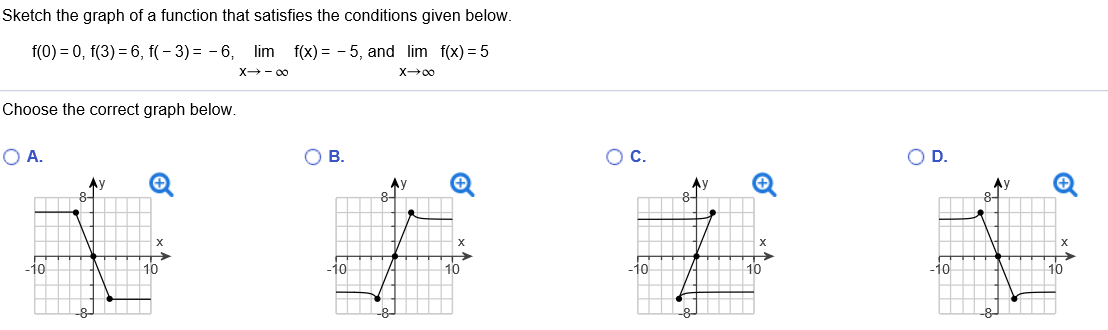 Sketch the graph of a function that satisfies the conditions given below.
f(0) = 0, f(3) = 6, f( − 3) = − 6, lim f(x) = − 5, and lim f(x) = 5
x→ − ∞ x→∞
Choose the correct graph below.
A. B. C. D.
y y y y
8 8 8 8
x x x x
-10 10 -10 10 -10 10 -10 10
-8 -8 -8 -8